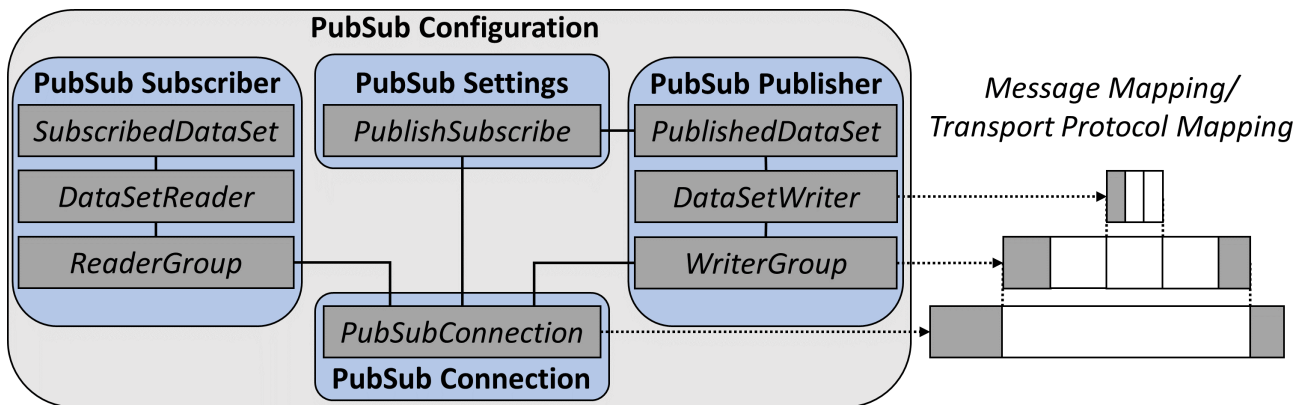 PubSub Configuration
PubSub Subscriber
SubscribedDataSet
DataSetReader
ReaderGroup
PubSub Settings
PublishSubscribe
PubSub Publisher
PublishedDataSet
DataSetWriter
WriterGroup
PubSubConnection
PubSub Connection
Message Mapping/
Transport Protocol Mapping